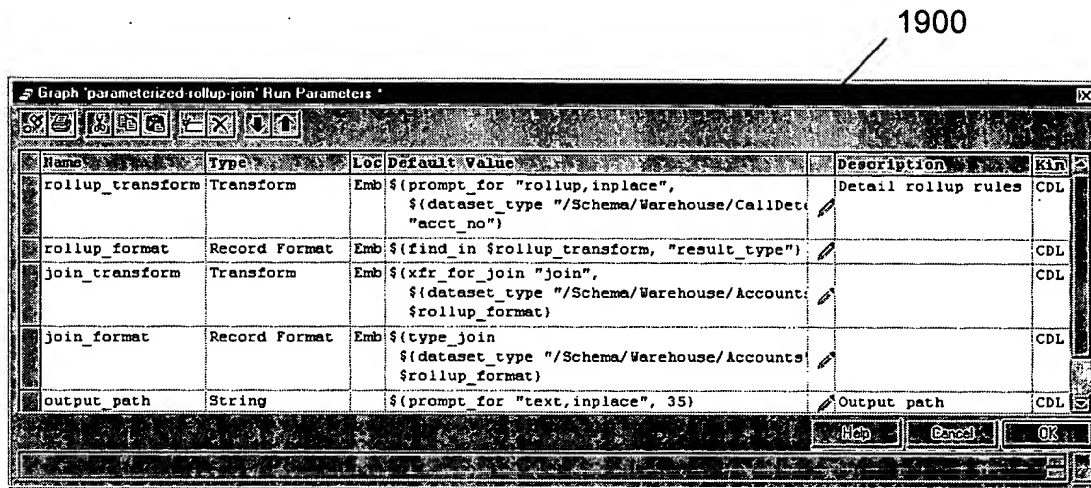 1900
Graph 'parameterized-rollup-join' Run Parameters *
Name Type Loc Default Value Description Kin
rollup_transform Transform Emb ${prompt_for "rollup,inplace", Detail rollup rules CDL
${dataset_type "/Schema/Warehouse/CallDet
"acct_no"}
rollup_format Record Format Emb ${find_in $rollup_transform, "result_type"} CDL
join_transform Transform Emb ${xfr_for_join "join", CDL
${dataset_type "/Schema/Warehouse/Account
$rollup_format}
join_format Record Format Emb ${type_join CDL
${dataset_type "/Schema/Warehouse/Accounts"
$rollup_format}
output_path String ${prompt_for "text,inplace", 35} Output path CDL
Help Cancel OK